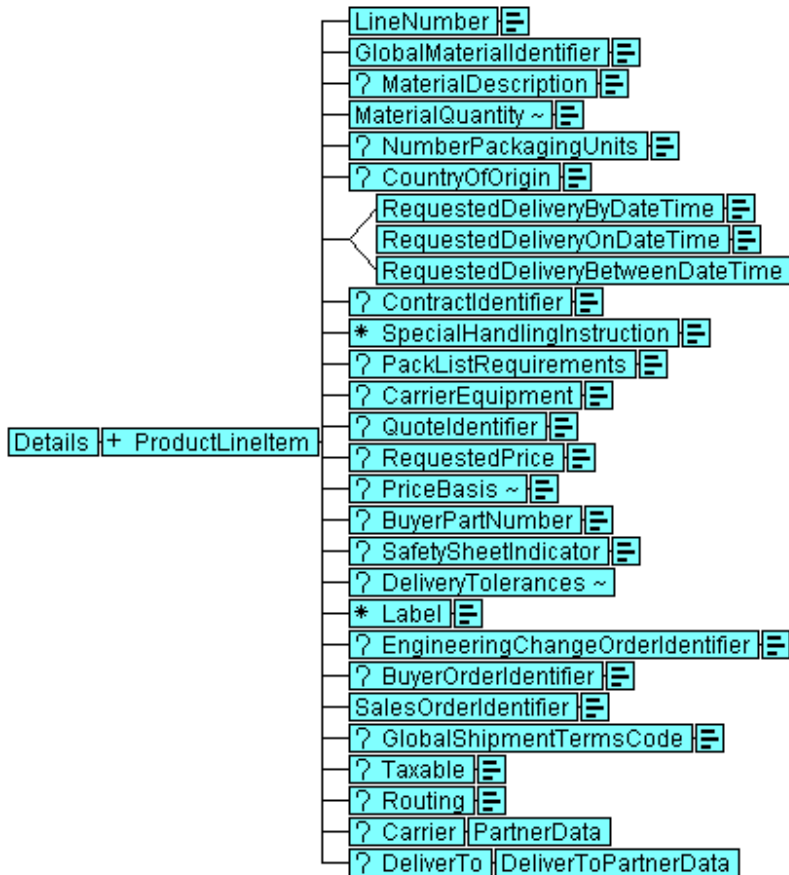 LineNumber
GlobalMaterialIdentifier
? MaterialDescription
MaterialQuantity ~
? NumberPackagingUnits
? CountryOfOrigin
RequestedDeliveryByDateTime
RequestedDeliveryOnDateTime
RequestedDeliveryBetweenDateTime
? ContractIdentifier
* SpecialHandlingInstruction
? PackListRequirements
? CarrierEquipment
? QuoteIdentifier
Details + ProductLineItem
? RequestedPrice
? PriceBasis ~
? BuyerPartNumber
? SafetySheetIndicator
? DeliveryTolerances ~
* Label
? EngineeringChangeOrderIdentifier
? BuyerOrderIdentifier
SalesOrderIdentifier
? GlobalShipmentTermsCode
? Taxable
? Routing
? Carrier PartnerData
? DeliverTo DeliverToPartnerData